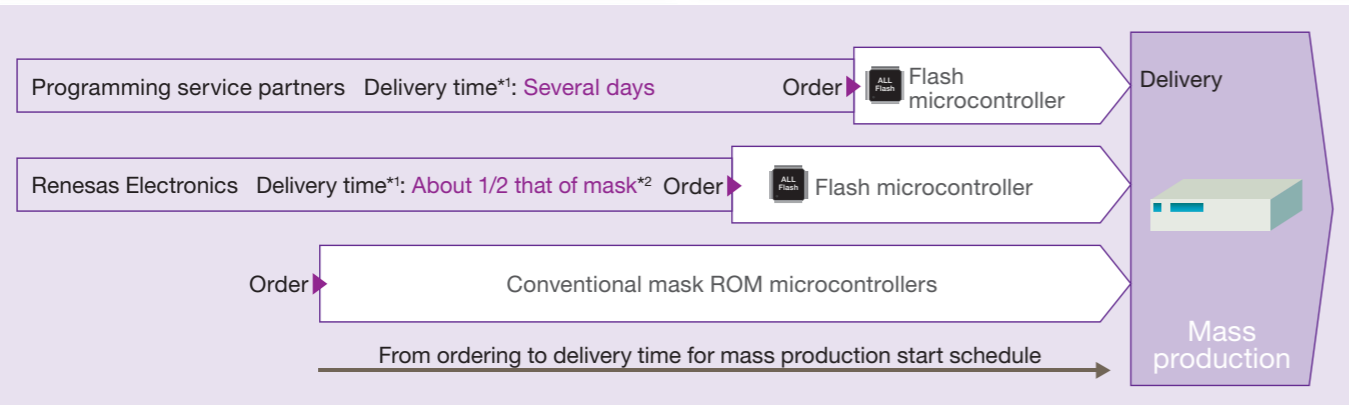 Programming service partners Delivery time*1: Several days Order
ALL
Flash
Flash
microcontroller
Delivery
Renesas Electronics Delivery time*1: About 1/2 that of mask*2 Order
ALL
Flash
Flash microcontroller
Order
Conventional mask ROM microcontrollers
From ordering to delivery time for mass production start schedule
Mass
production